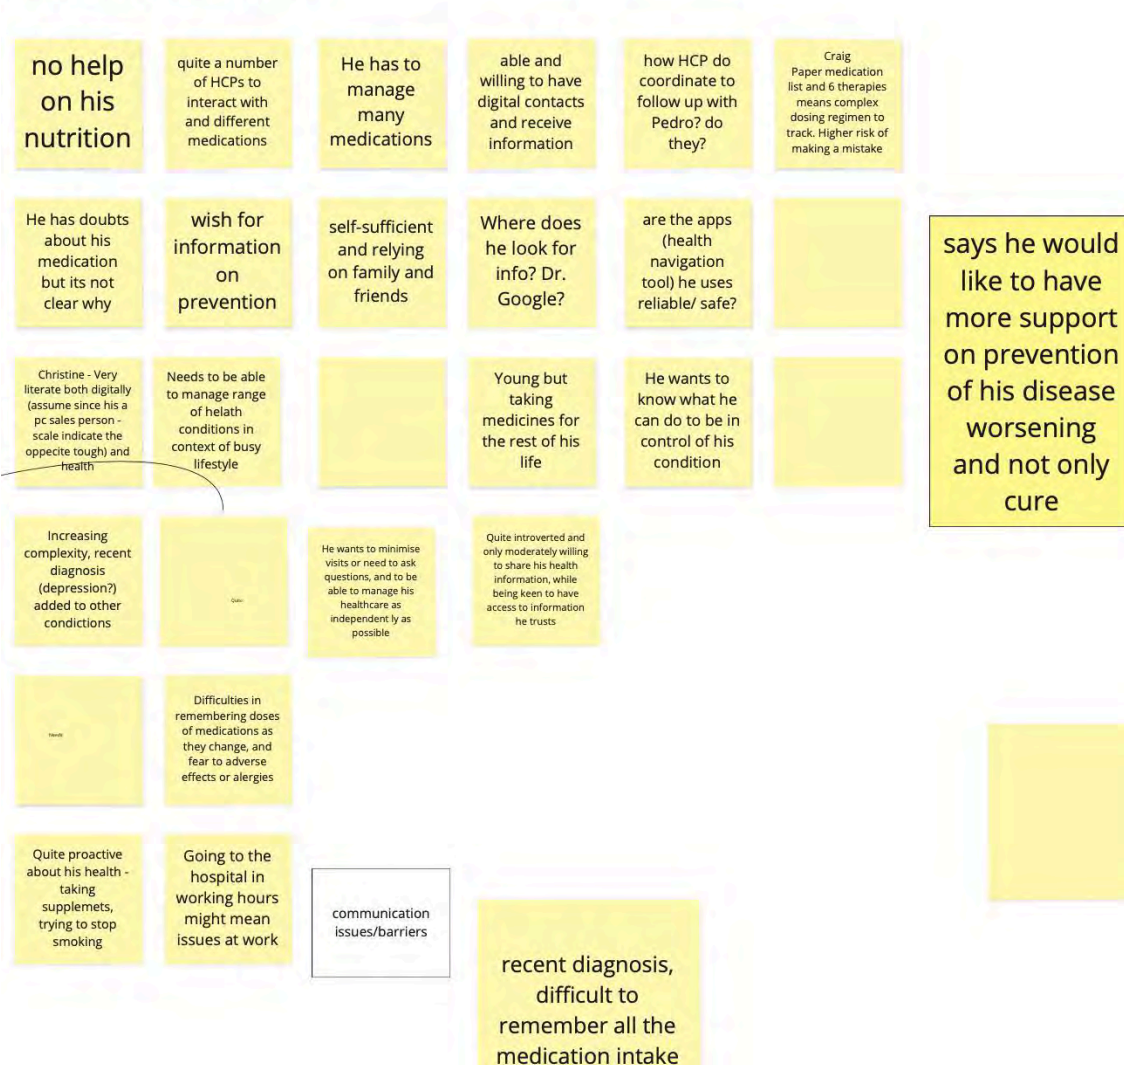 no help
on his
nutrition
quite a number
of HCPs to
interact with
and different
medications
He has to
manage
many
medications
able and
willing to have
digital contacts
and receive
information
how HCP do
coordinate to
follow up with
Pedro? do
they?
Craig
Paper medication
list and 6 therapies
means complex
dosing regimen to
track. Higher risk of
making a mistake
He has doubts
about his
medication
but its not
clear why
wish for
information
on
prevention
self-sufficient
and relying
on family and
friends
Where does
he look for
info? Dr.
Google?
are the apps
(health
navigation
tool) he uses
reliable/ safe?
says he would
like to have
more support
on prevention
of his disease
worsening
and not only
cure
Christine - Very
literate both digitally
(assume since his a
pc sales person -
scale indicate the
oppecite tough) and
health
Needs to be able
to manage range
of helath
conditions in
context of busy
lifestyle
Young but
taking
medicines for
the rest of his
life
He wants to
know what he
can do to be in
control of his
condition
Increasing
complexity, recent
diagnosis
(depression?)
added to other
condictions
He wants to minimise
visits or need to ask
questions, and to be
able to manage his
healthcare as
independent ly as
possible
Quite introverted and
only moderately willing
to share his health
information, while
being keen to have
access to information
he trusts
Difficulties in
remembering doses
of medications as
they change, and
fear to adverse
effects or alergies
Quite proactive
about his health -
taking
supplemets,
trying to stop
smoking
Going to the
hospital in
working hours
might mean
issues at work
communication
issues/barriers
recent diagnosis,
difficult to
remember all the
medication intake